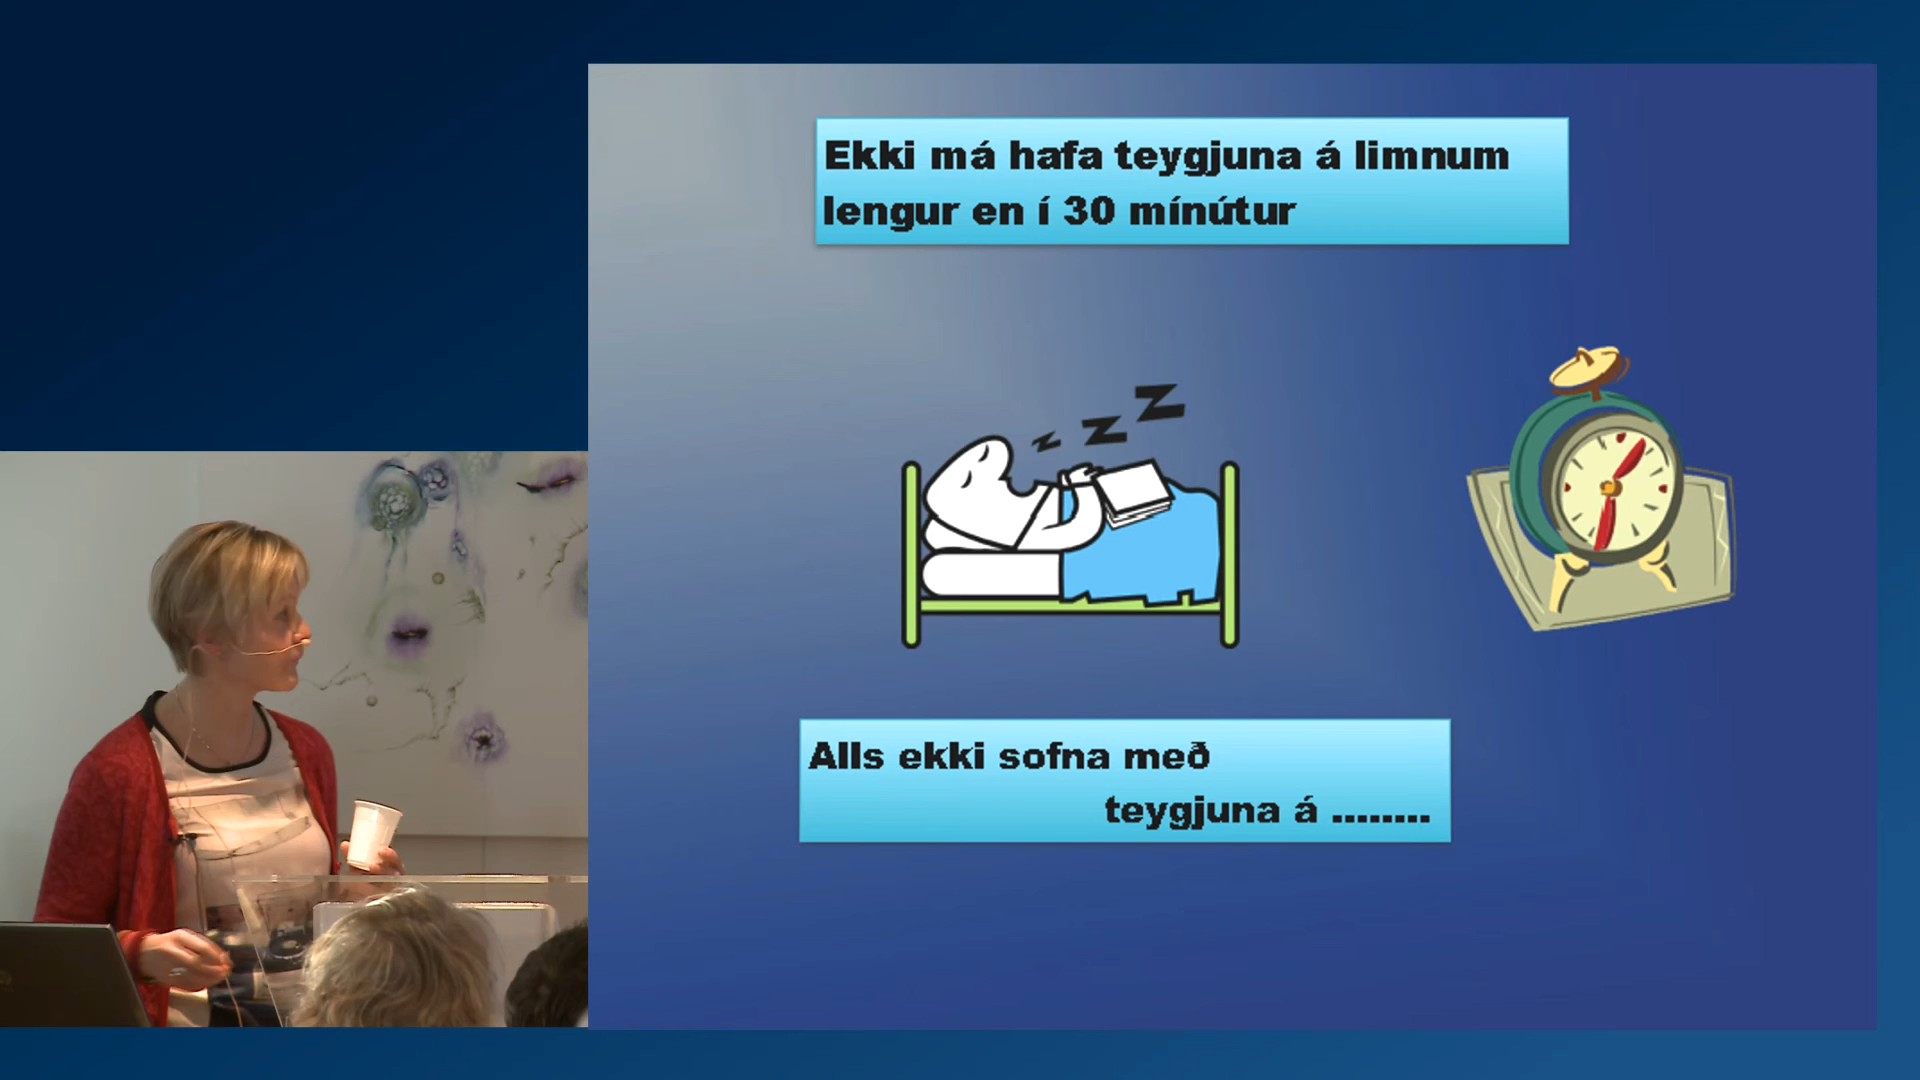 Ekki má hafa teygjuna á limnum
lengur en í 30 mínútur
z z z
Alls ekki sofna með
teygjuna á ........